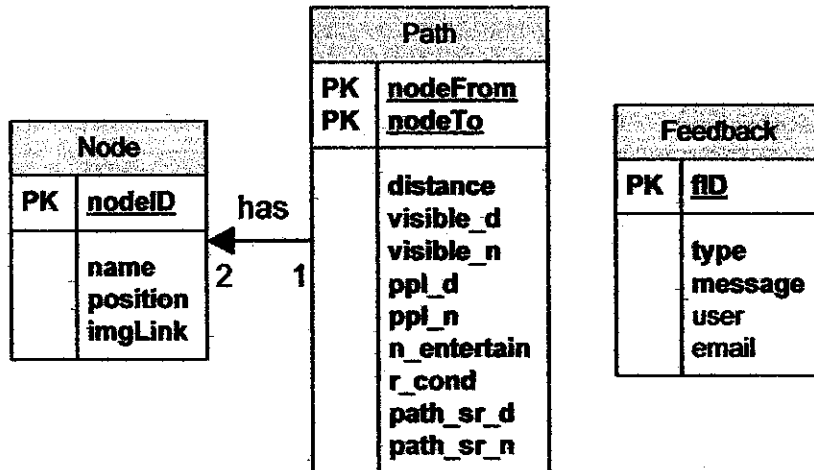 Node
PK nodeID
name
position
imgLink
has
2 1
Path
PK nodeFrom
PK nodeTo
distance
visible_d
visible_n
ppl_d
ppl_n
n_entertain
r_cond
path_sr_d
path_sr_n
Feedback
PK fID
type
message
user
email